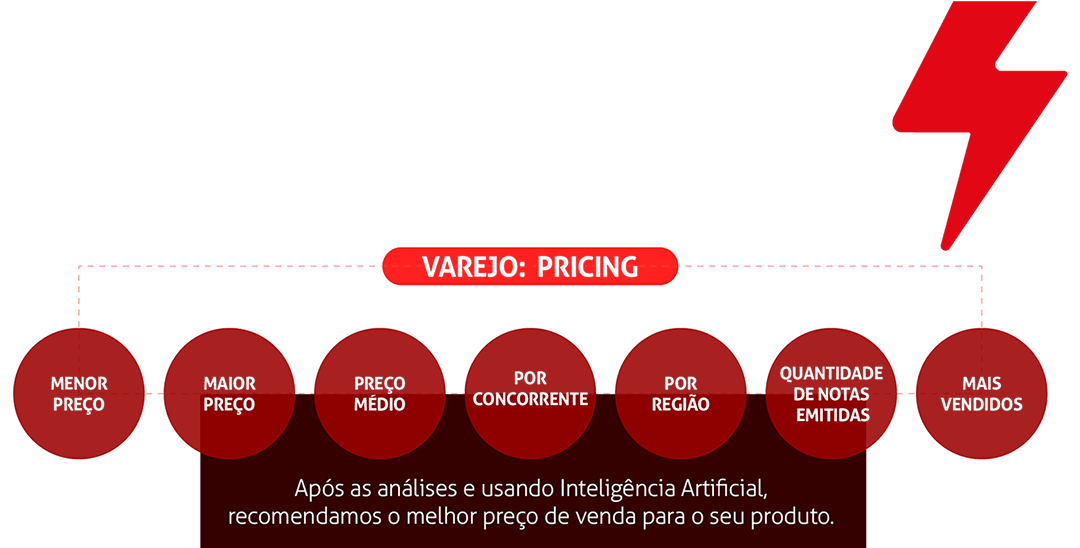 VAREJO: PRICING
MENOR
PREÇO
MAIOR
PREÇO
PREÇO
MÉDIO
POR
CONCORRENTE
POR
REGIÃO
QUANTIDADE
DE NOTAS
EMITIDAS
MAIS
VENDIDOS
Após as análises e usando Inteligência Artificial,
recomendamos o melhor preço de venda para o seu produto.